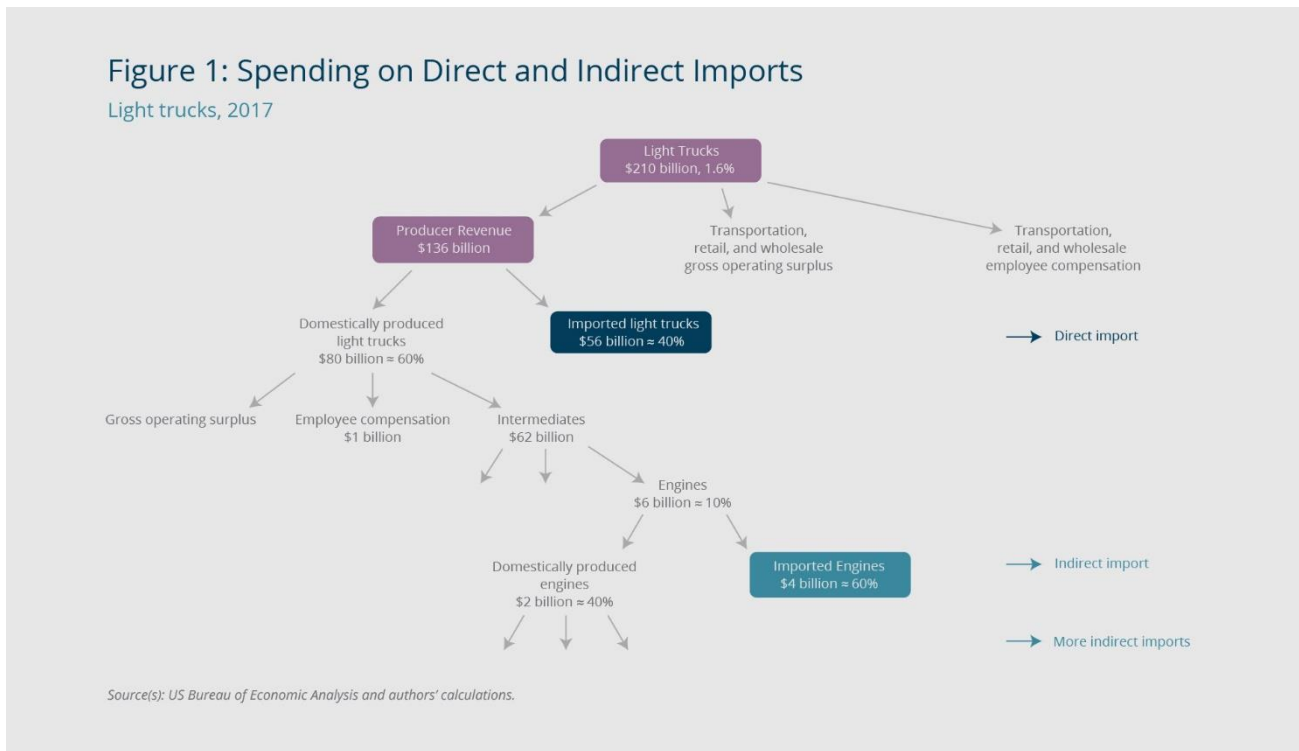 Figure 1: Spending on Direct and Indirect Imports
Light trucks, 2017
Light Trucks
$210 billion, 1.6%
Producer Revenue
$136 billion
Transportation,
retail, and wholesale
gross operating surplus
Transportation,
retail, and wholesale
employee compensation
Domestically produced
light trucks
$80 billion ≈ 60%
Imported light trucks
$56 billion ≈ 40%
Direct import
Gross operating surplus
Employee compensation
$1 billion
Intermediates
$62 billion
Engines
$6 billion ≈ 10%
Domestically produced
engines
$2 billion ≈ 40%
Imported Engines
$4 billion ≈ 60%
Indirect import
More indirect imports
Source(s): US Bureau of Economic Analysis and authors’ calculations.